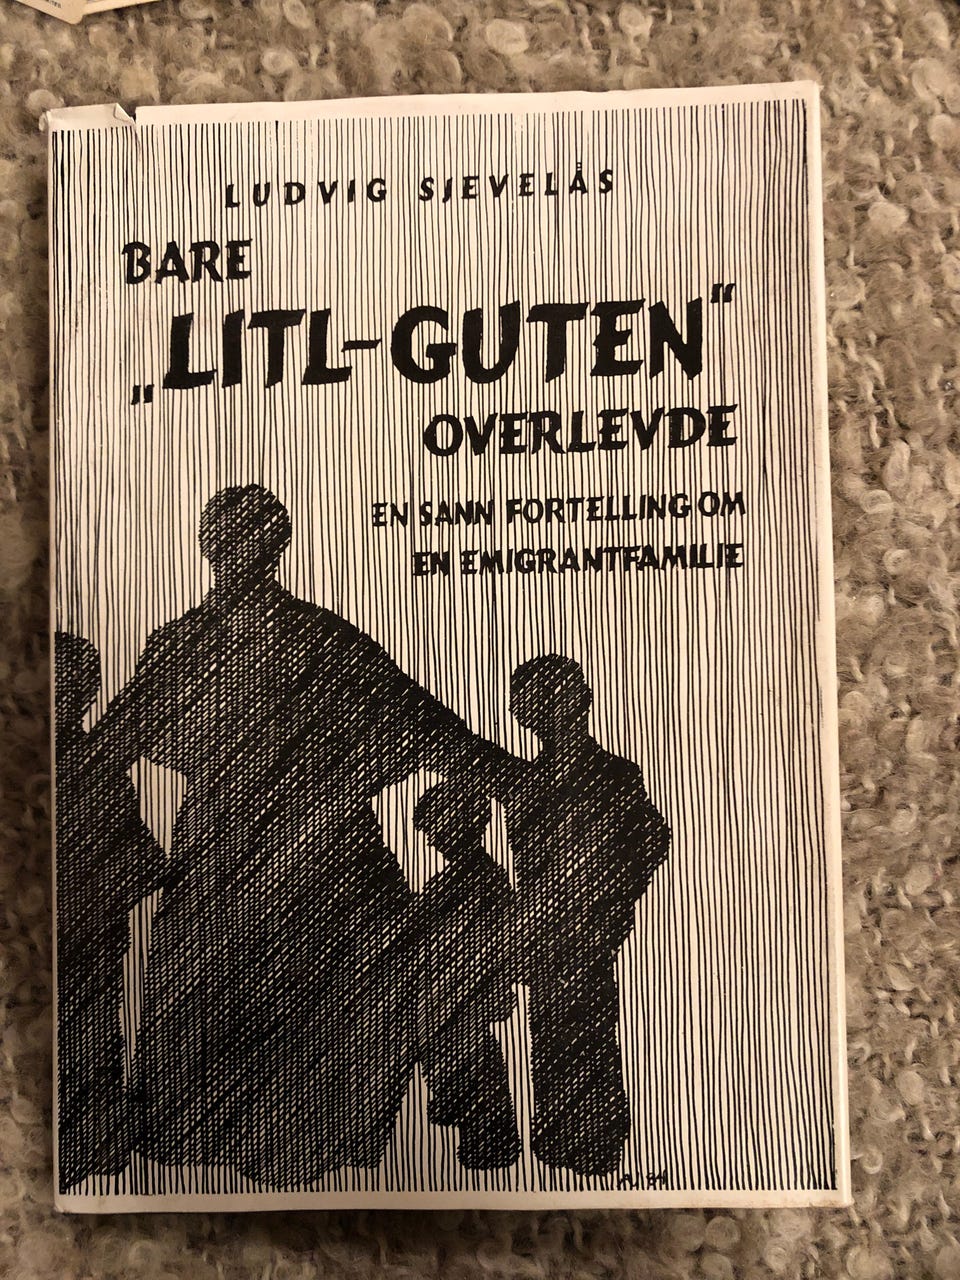 LUDVIG SJEVELÅS
BARE
„LITL-GUTEN“
OVERLEVDE
EN SANN FORTELLING OM
EN EMIGRANTFAMILIE